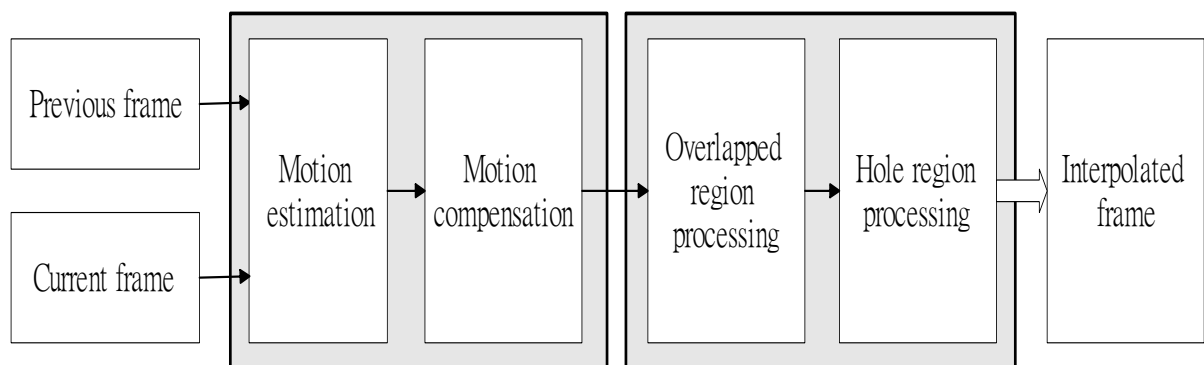 Previous frame
Current frame
Motion
estimation
Motion
compensation
Overlapped
region
processing
Hole region
processing
Interpolated
frame